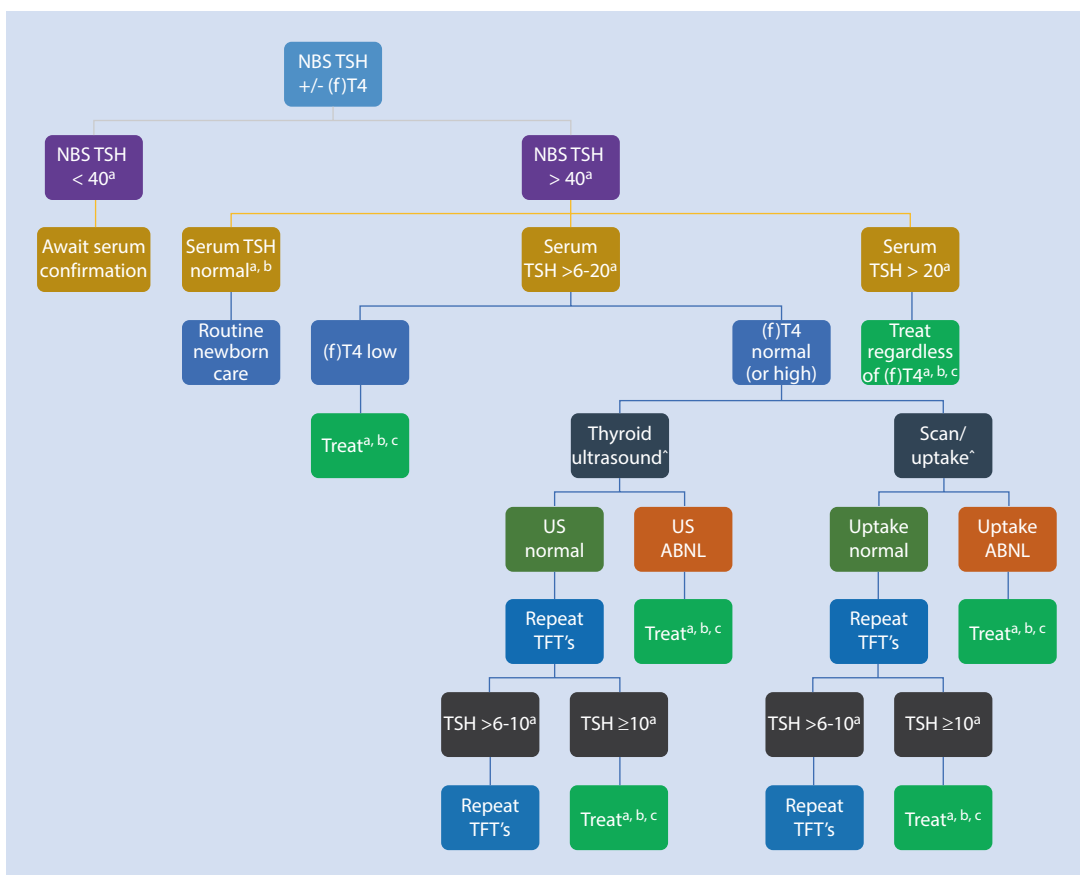 NBS TSH
+/- (f)T4
NBS TSH
< 40ᵃ
NBS TSH
> 40ᵃ
Await serum
confirmation
Serum TSH
normalᵃ, ᵇ
Serum
TSH >6-20ᵃ
Serum
TSH > 20ᵃ
Routine
newborn
care
(f)T4 low
(f)T4
normal
(or high)
Treat
regardless
of (f)T4ᵃ, ᵇ, ᶜ
Treatᵃ, ᵇ, ᶜ
Thyroid
ultrasound^
Scan/
uptake^
US
normal
US
ABNL
Uptake
normal
Uptake
ABNL
Repeat
TFT's
Treatᵃ, ᵇ, ᶜ
Repeat
TFT's
Treatᵃ, ᵇ, ᶜ
TSH >6-10ᵃ
TSH ≥10ᵃ
TSH >6-10ᵃ
TSH ≥10ᵃ
Repeat
TFT's
Treatᵃ, ᵇ, ᶜ
Repeat
TFT's
Treatᵃ, ᵇ, ᶜ